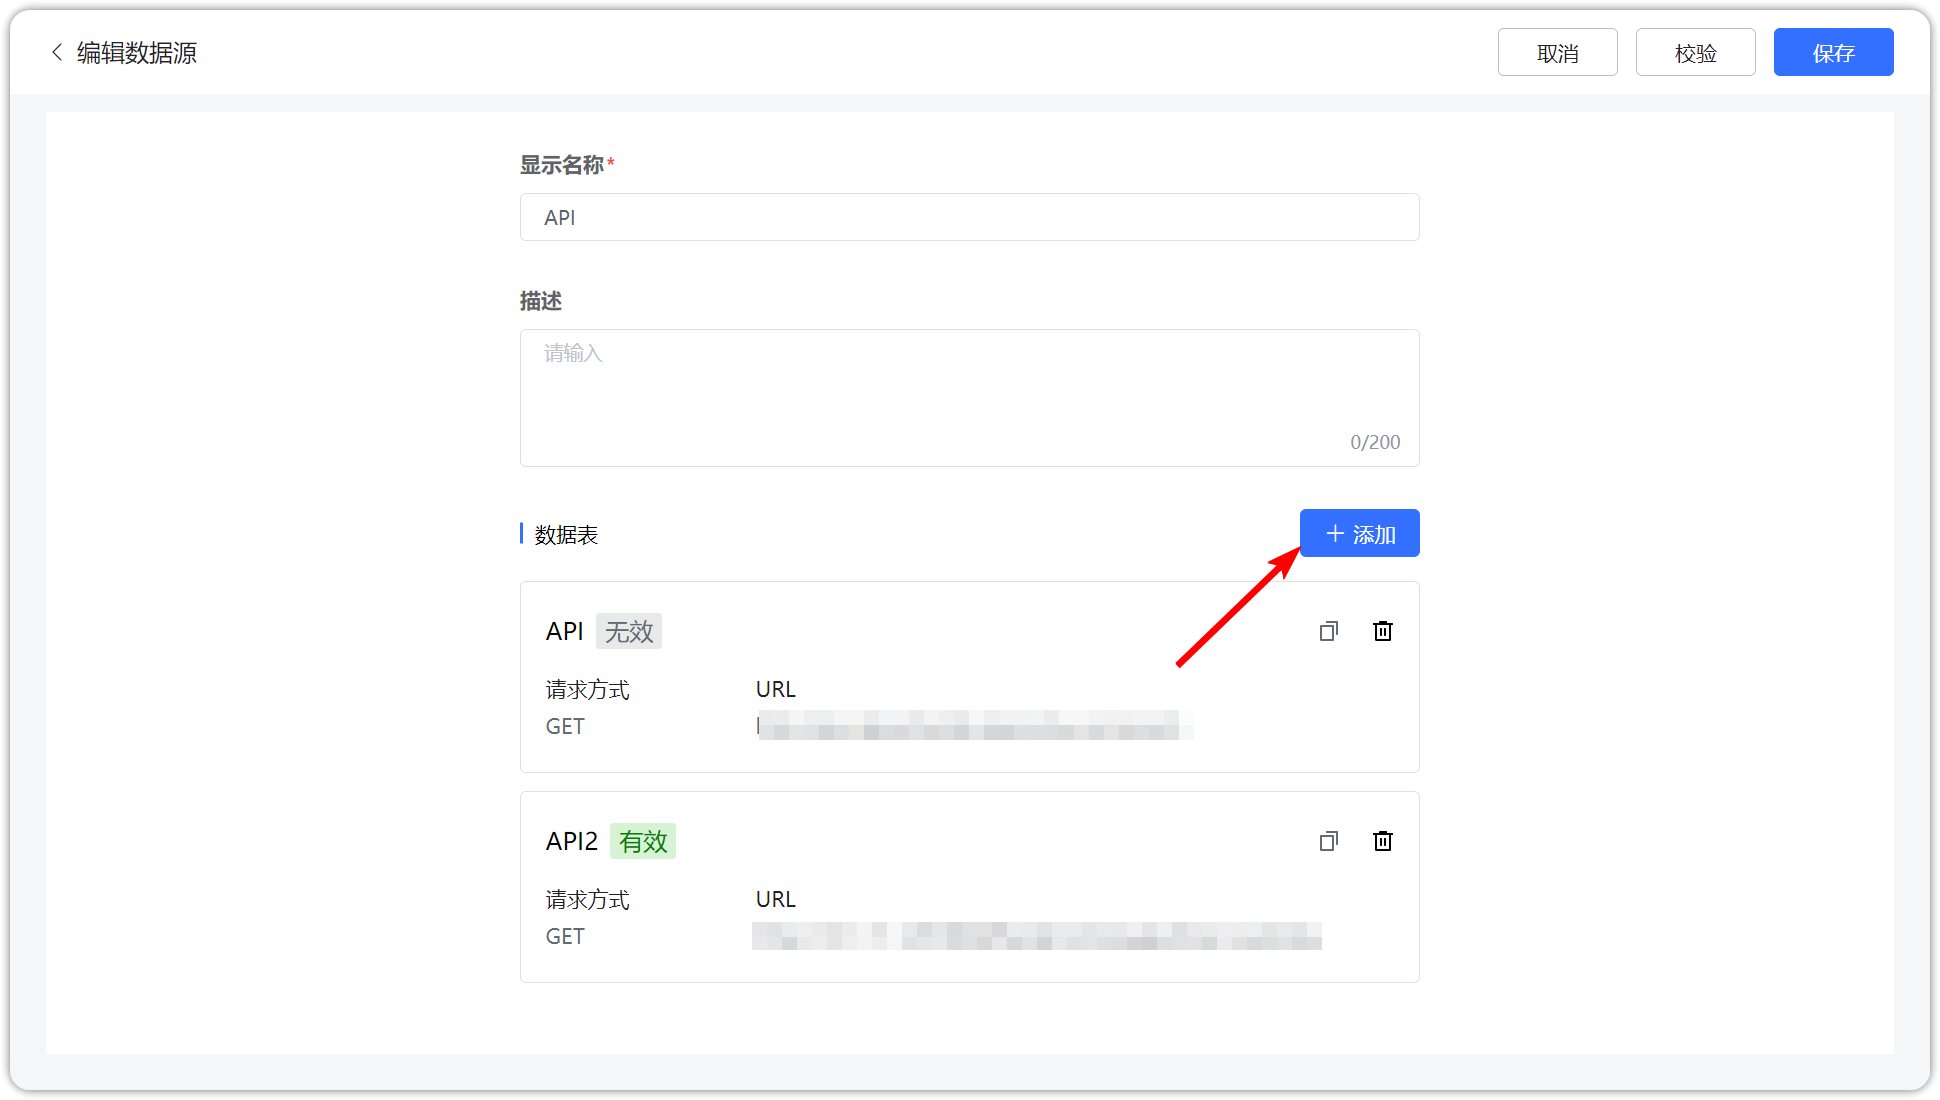 编辑数据源
取消 校验 保存
显示名称*
API
描述
请输入
0/200
数据表
添加
API 无效
请求方式 URL
GET
API2 有效
请求方式 URL
GET